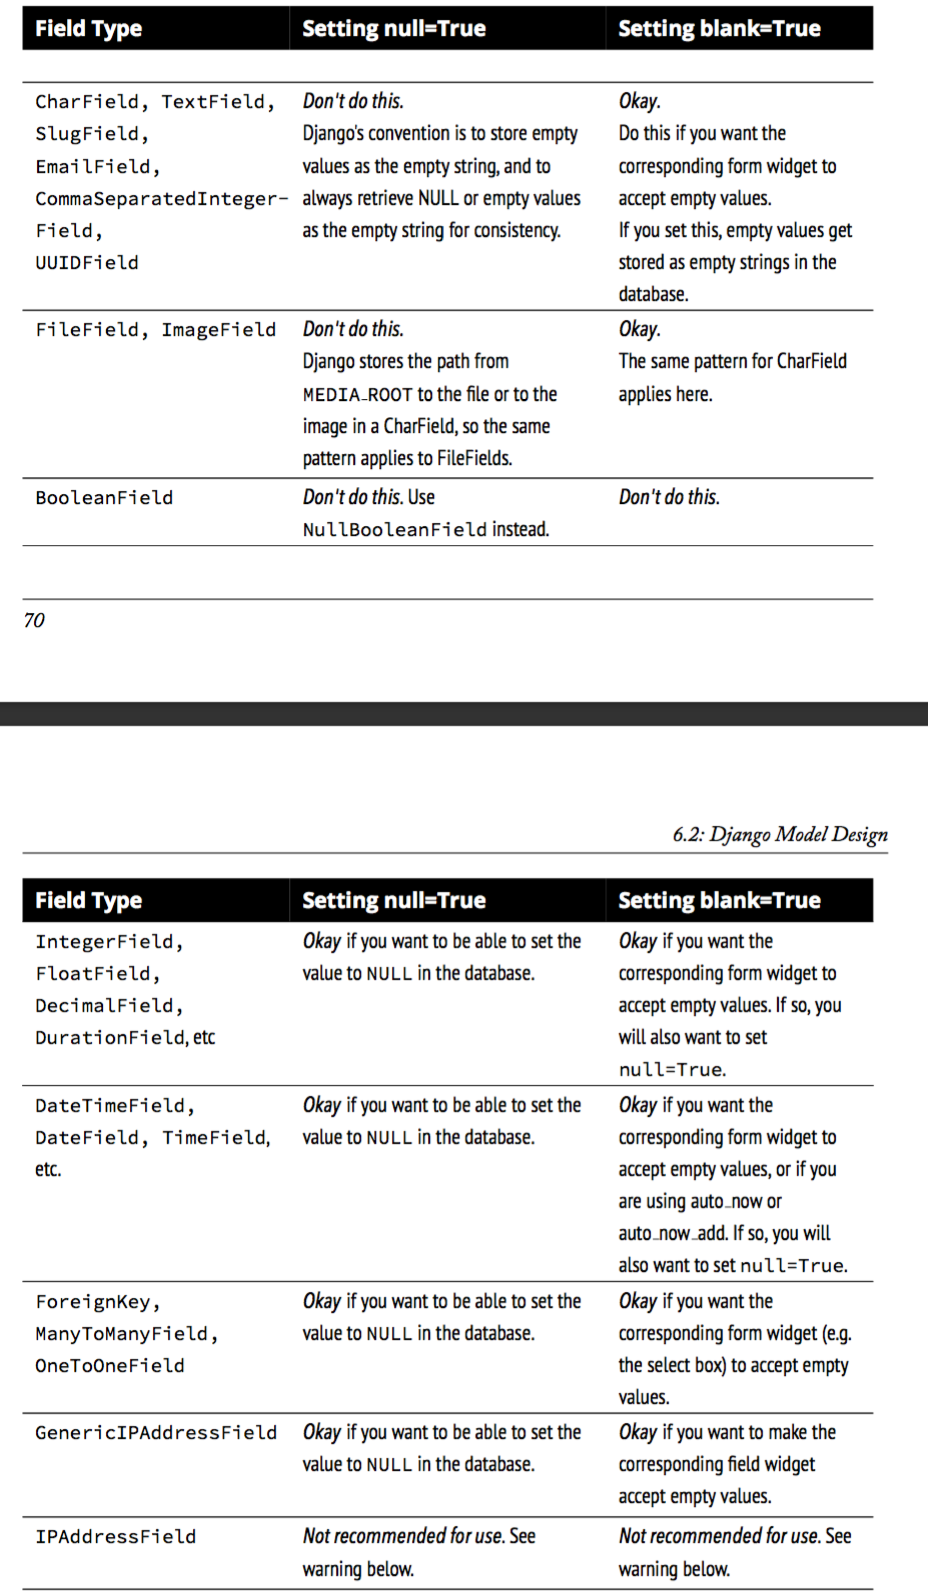 Field Type Setting null=True Setting blank=True
CharField, TextField, Don't do this. Okay.
SlugField, Django's convention is to store empty Do this if you want the
EmailField, values as the empty string, and to corresponding form widget to
CommaSeparatedInteger- always retrieve NULL or empty values accept empty values.
Field, as the empty string for consistency. If you set this, empty values get
UUIDField stored as empty strings in the
database.
FileField, ImageField Don't do this. Okay.
Django stores the path from The same pattern for CharField
MEDIA_ROOT to the file or to the applies here.
image in a CharField, so the same
pattern applies to FileFields.
BooleanField Don't do this. Use Don't do this.
NullBooleanField instead.
70
6.2: Django Model Design
Field Type Setting null=True Setting blank=True
IntegerField, Okay if you want to be able to set the Okay if you want the
FloatField, value to NULL in the database. corresponding form widget to
DecimalField, accept empty values. If so, you
DurationField, etc will also want to set
null=True.
DateTimeField, Okay if you want to be able to set the Okay if you want the
DateField, TimeField, value to NULL in the database. corresponding form widget to
etc. accept empty values, or if you
are using auto_now or
auto_now_add. If so, you will
also want to set null=True.
ForeignKey, Okay if you want to be able to set the Okay if you want the
ManyToManyField, value to NULL in the database. corresponding form widget (e.g.
OneToOneField the select box) to accept empty
values.
GenericIPAddressField Okay if you want to be able to set the Okay if you want to make the
value to NULL in the database. corresponding field widget
accept empty values.
IPAddressField Not recommended for use. See Not recommended for use. See
warning below. warning below.